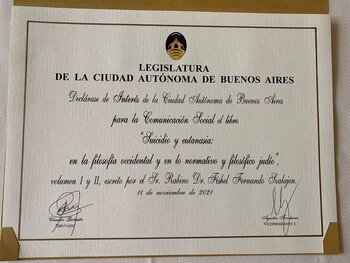 LEGISLATURA
DE LA CIUDAD AUTÓNOMA DE BUENOS AIRES
Declárase de Interés de la Ciudad Autónoma de Buenos Aires
para la Comunicación Social el libro
"Suicidio y eutanasia:
en la filosofía occidental y en lo normativo y filosófico judío",
volumen I y II, escrito por el Sr. Rabino Dr. Fishel Fernando Szlajen.
11 de noviembre de 2021
DIPUTADO
VICEPRESIDENTE I